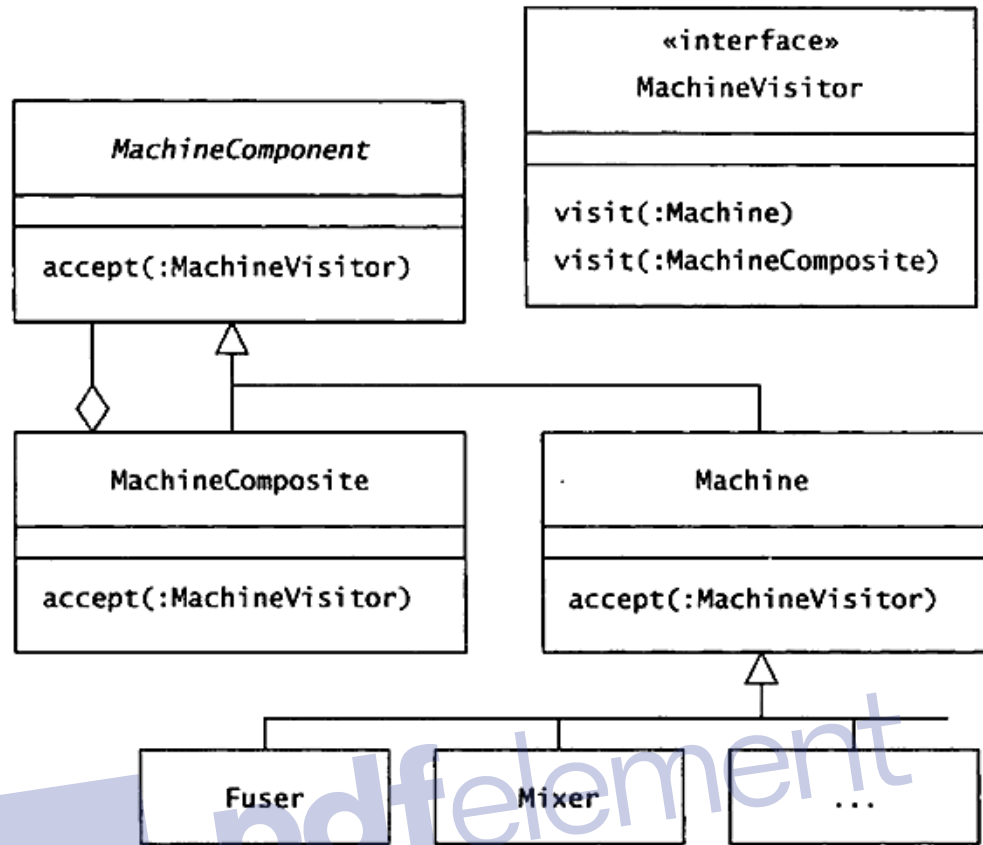 «interface»
MachineVisitor
visit(:Machine)
visit(:MachineComposite)
MachineComponent
accept(:MachineVisitor)
MachineComposite
accept(:MachineVisitor)
Machine
accept(:MachineVisitor)
Fuser
Mixer
...
pdfelement